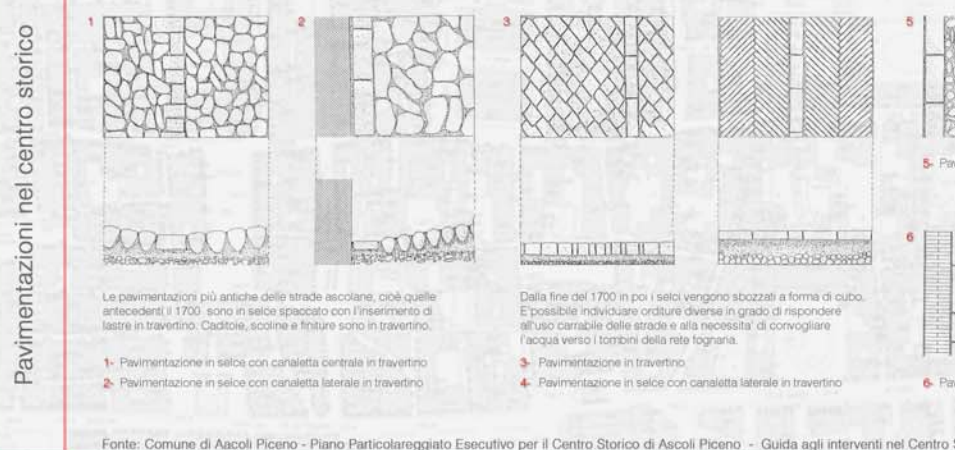 Pavimentazioni nel centro storico
1
2
3
5
Le pavimentazioni più antiche delle strade ascolane, cioè quelle
antecedenti il 1700 sono in selce spaccato con l'inserimento di
lastre in travertino. Caditoie, scoline e finiture sono in travertino.
1- Pavimentazione in selce con canaletta centrale in travertino
2- Pavimentazione in selce con canaletta laterale in travertino
Dalla fine del 1700 in poi i selci vengono sbozzati a forma di cubo.
E'possibile individuare orditure diverse in grado di rispondere
all'uso carrabile delle strade e alla necessita' di convogliare
l'acqua verso i tombini della rete fognaria.
3- Pavimentazione in travertino
4- Pavimentazione in selce con canaletta laterale in travertino
5- Pav
6
6- Pav
Fonte: Comune di Aacoli Piceno - Piano Particolareggiato Esecutivo per il Centro Storico di Ascoli Piceno - Guida agli interventi nel Centro S